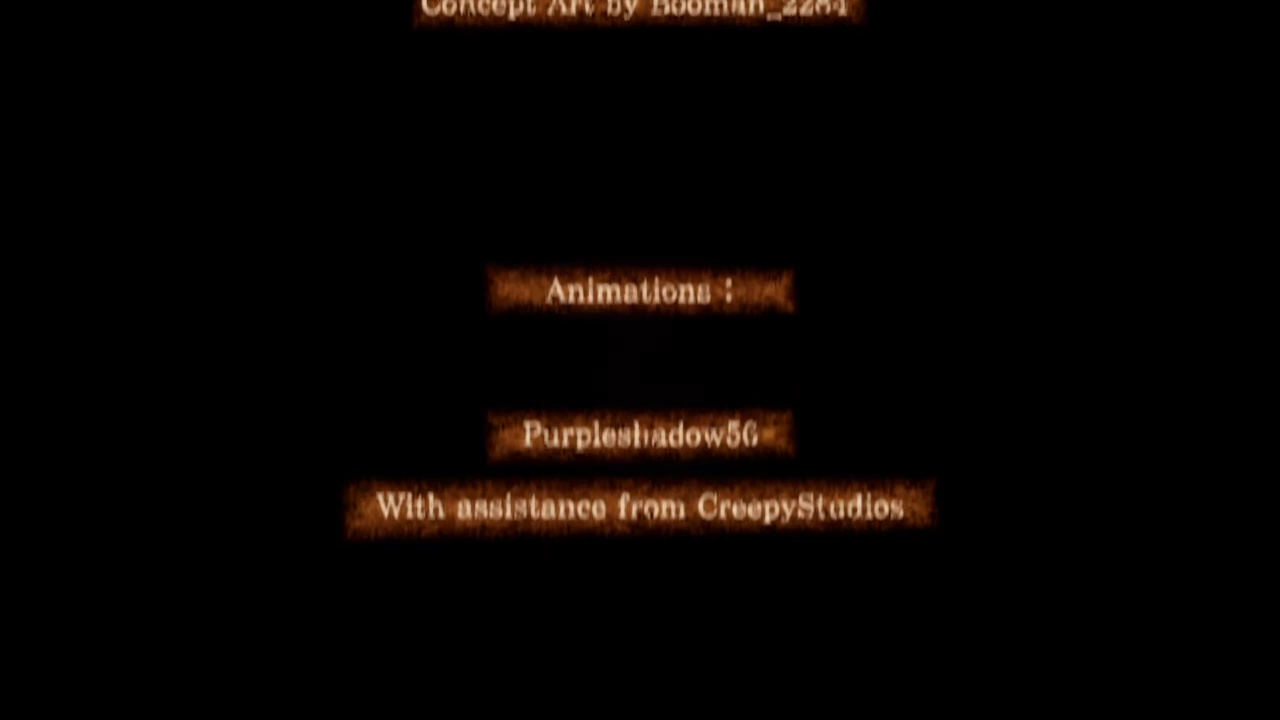 Concept Art by Booman_2284
Animations :
Purpleshadow56
With assistance from CreepyStudios